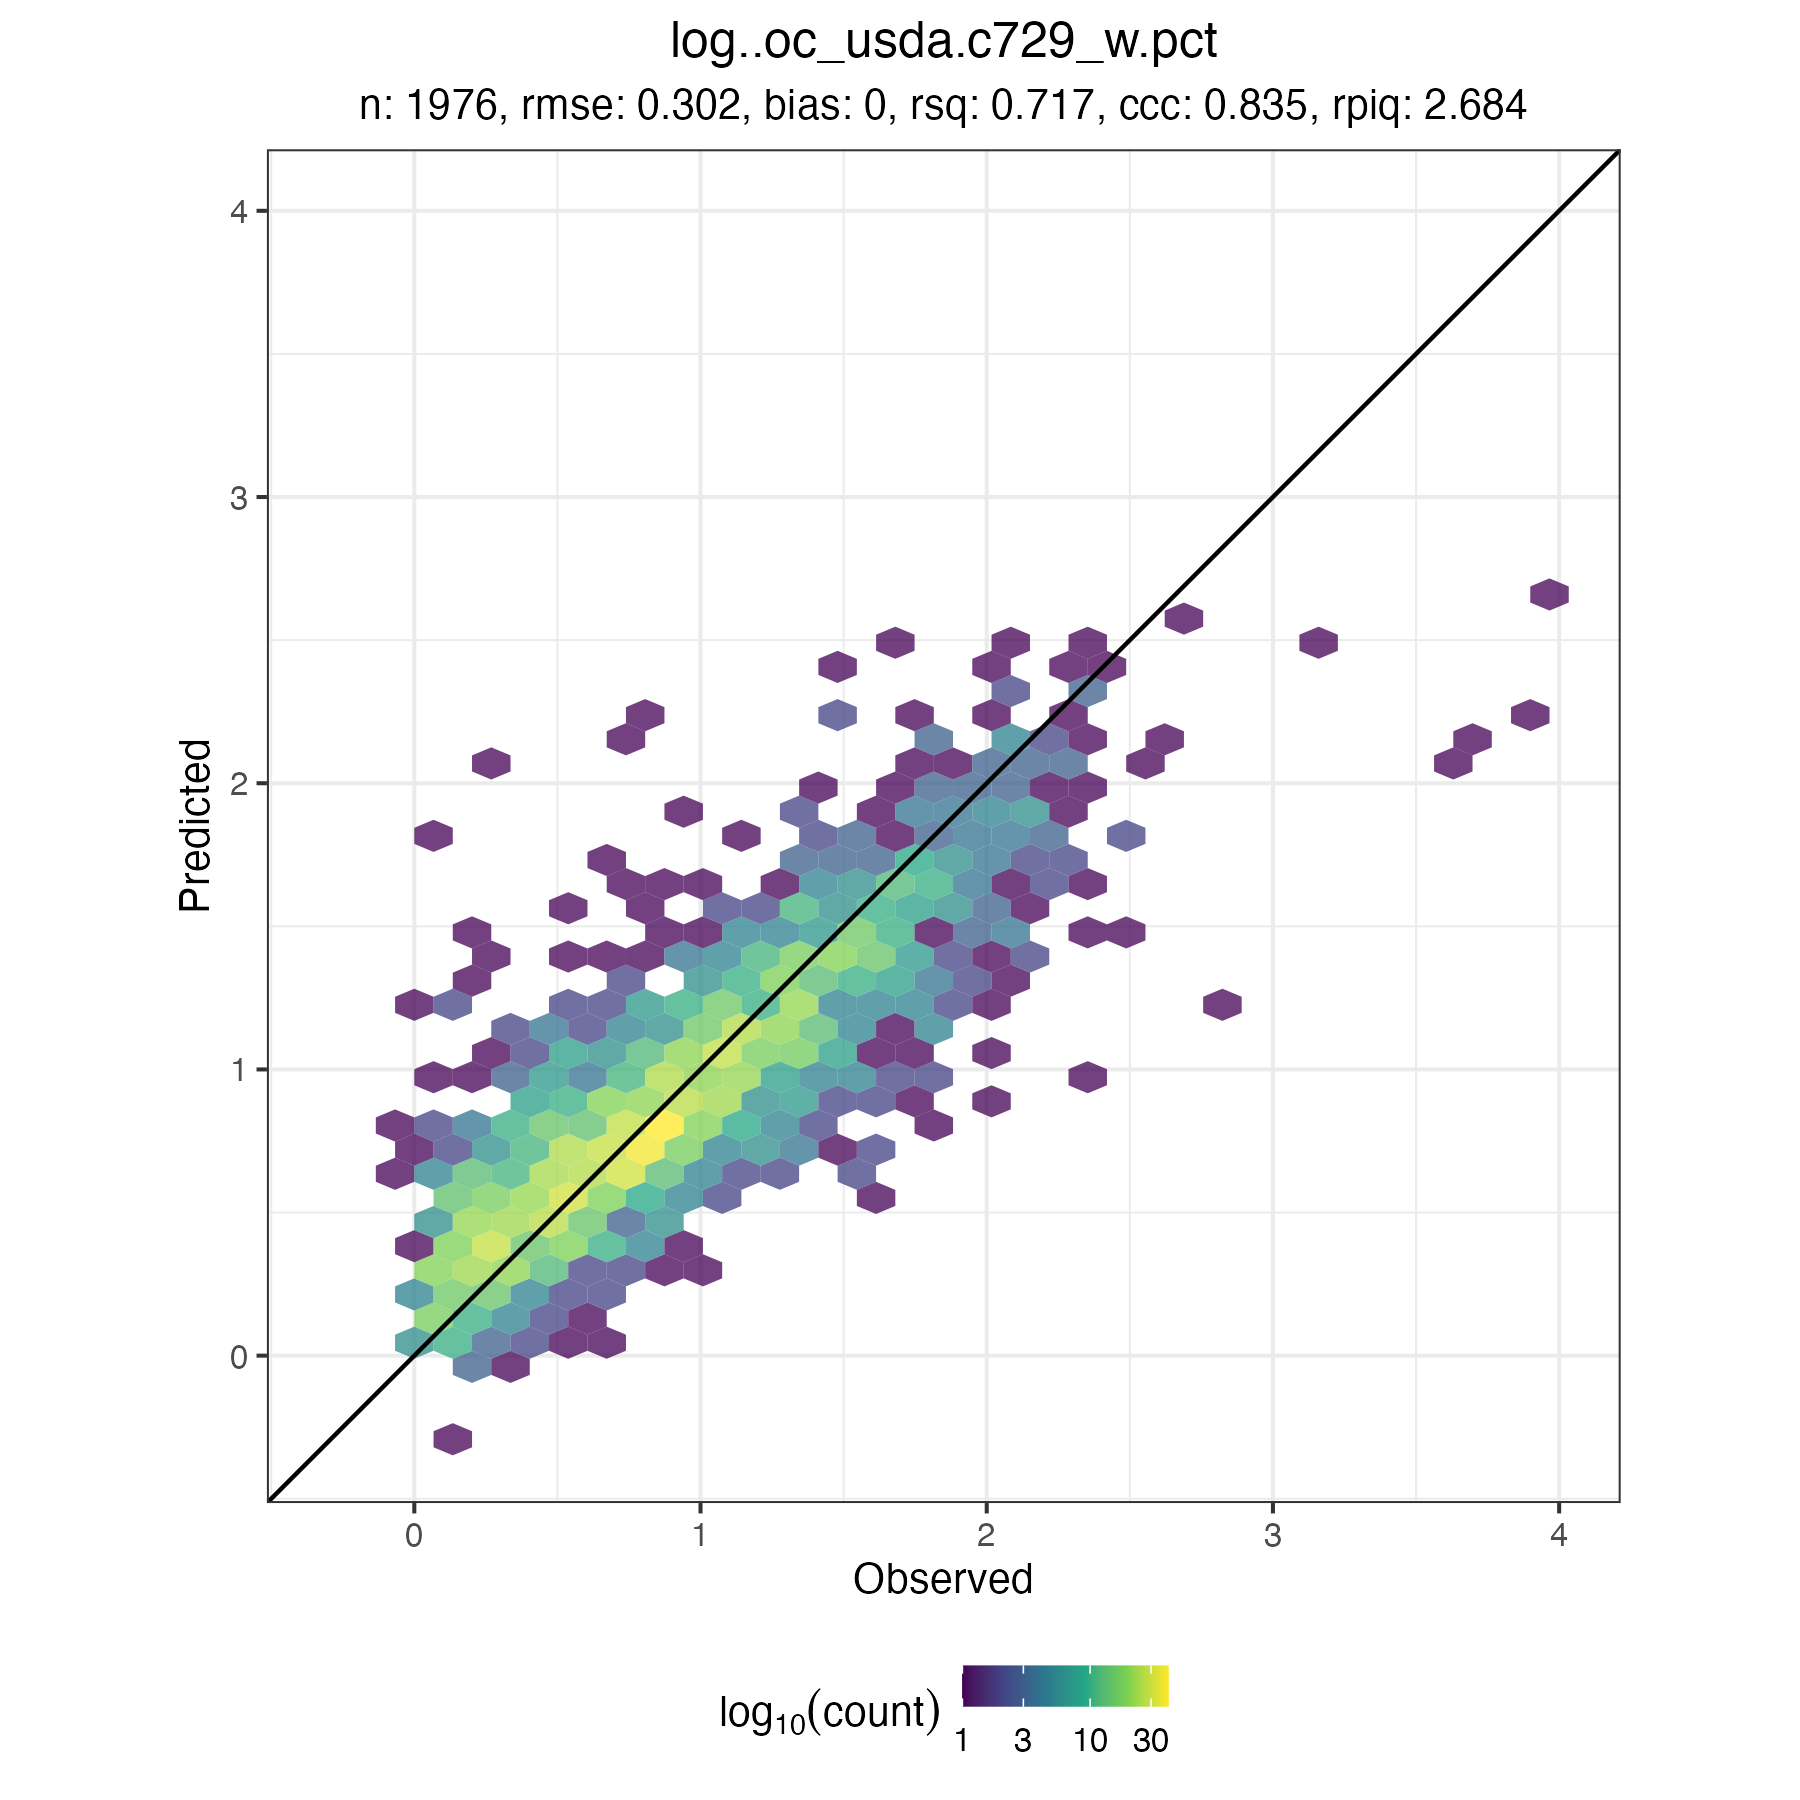 log..oc_usda.c729_w.pct
n: 1976, rmse: 0.302, bias: 0, rsq: 0.717, ccc: 0.835, rpiq: 2.684
4
3
2
1
0
Predicted
0 1 2 3 4
Observed
log₁₀(count)
1 3 10 30